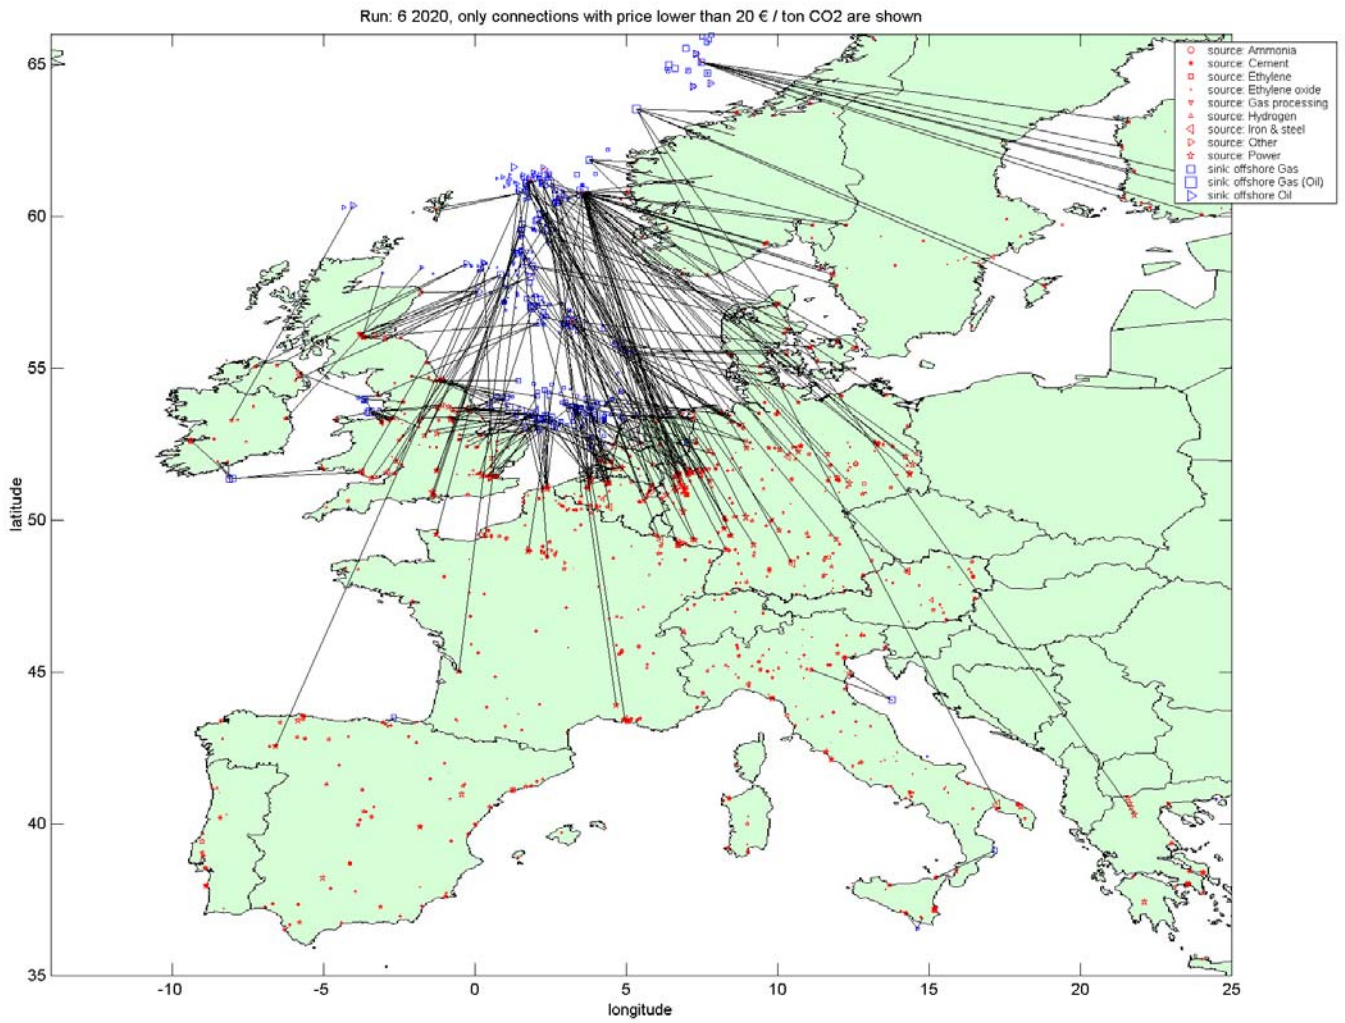 Run: 6 2020, only connections with price lower than 20 € / ton CO2 are shown
source: Ammonia
source: Cement
source: Ethylene
source: Ethylene oxide
source: Gas processing
source: Hydrogen
source: Iron & steel
source: Other
source: Power
sink: offshore Gas
sink: offshore Gas (Oil)
sink: offshore Oil
65
60
55
50
45
40
35
latitude
-10 -5 0 5 10 15 20 25
longitude